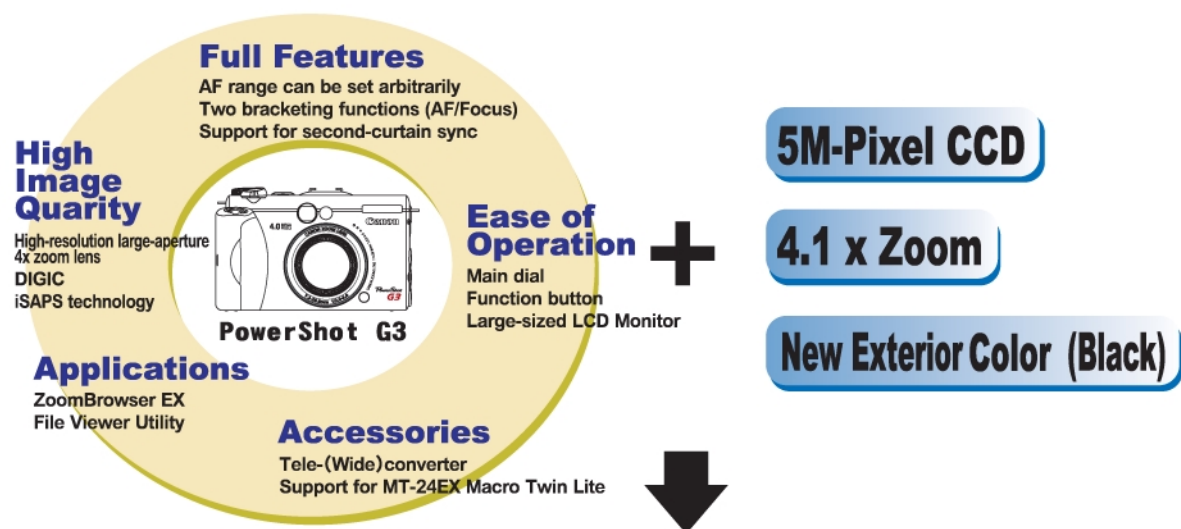 Full Features
AF range can be set arbitrarily
Two bracketing functions (AF/Focus)
Support for second-curtain sync
High
Image
Quarity
High-resolution large-aperture
4x zoom lens
DIGIC
iSAPS technology
4.0
Canon
PowerShot
G3
PowerShot G3
Ease of
Operation
Main dial
Function button
Large-sized LCD Monitor
Applications
ZoomBrowser EX
File Viewer Utility
Accessories
Tele-(Wide)converter
Support for MT-24EX Macro Twin Lite
+
5M-Pixel CCD
4.1 x Zoom
New Exterior Color (Black)